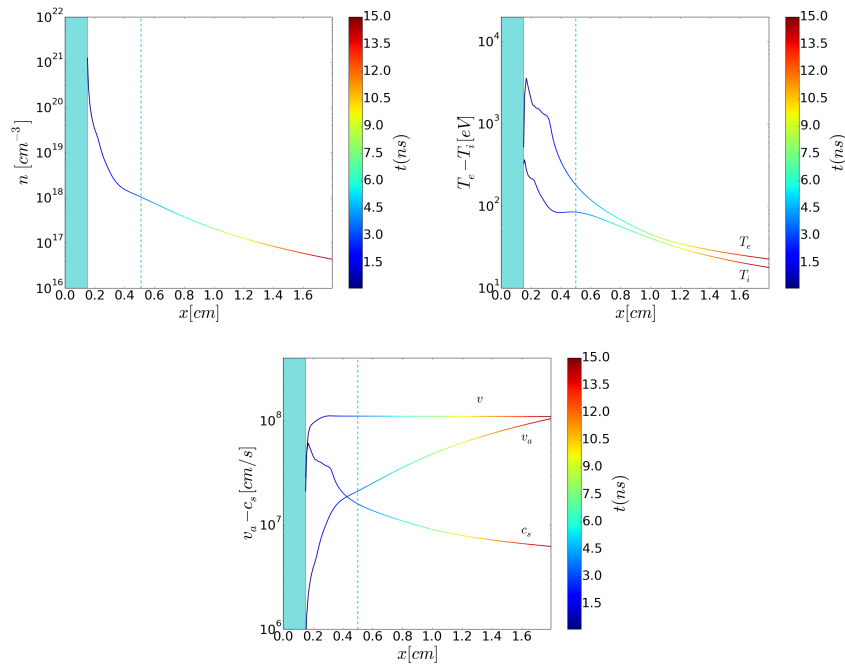 10^{22}
10^{21}
10^{20}
10^{19}
10^{18}
10^{17}
10^{16}
n [cm^{-3}]
0.0 0.2 0.4 0.6 0.8 1.0 1.2 1.4 1.6
x[cm]
15.0
13.5
12.0
10.5
9.0
7.5
6.0
4.5
3.0
1.5
t(ns)
10^4
10^3
10^2
10^1
T_e−T_i[eV]
T_e
T_i
0.0 0.2 0.4 0.6 0.8 1.0 1.2 1.4 1.6
x[cm]
15.0
13.5
12.0
10.5
9.0
7.5
6.0
4.5
3.0
1.5
t(ns)
10^8
10^7
10^6
v_a−c_s[cm/s]
v
v_a
c_s
0.0 0.2 0.4 0.6 0.8 1.0 1.2 1.4 1.6
x[cm]
15.0
13.5
12.0
10.5
9.0
7.5
6.0
4.5
3.0
1.5
t(ns)